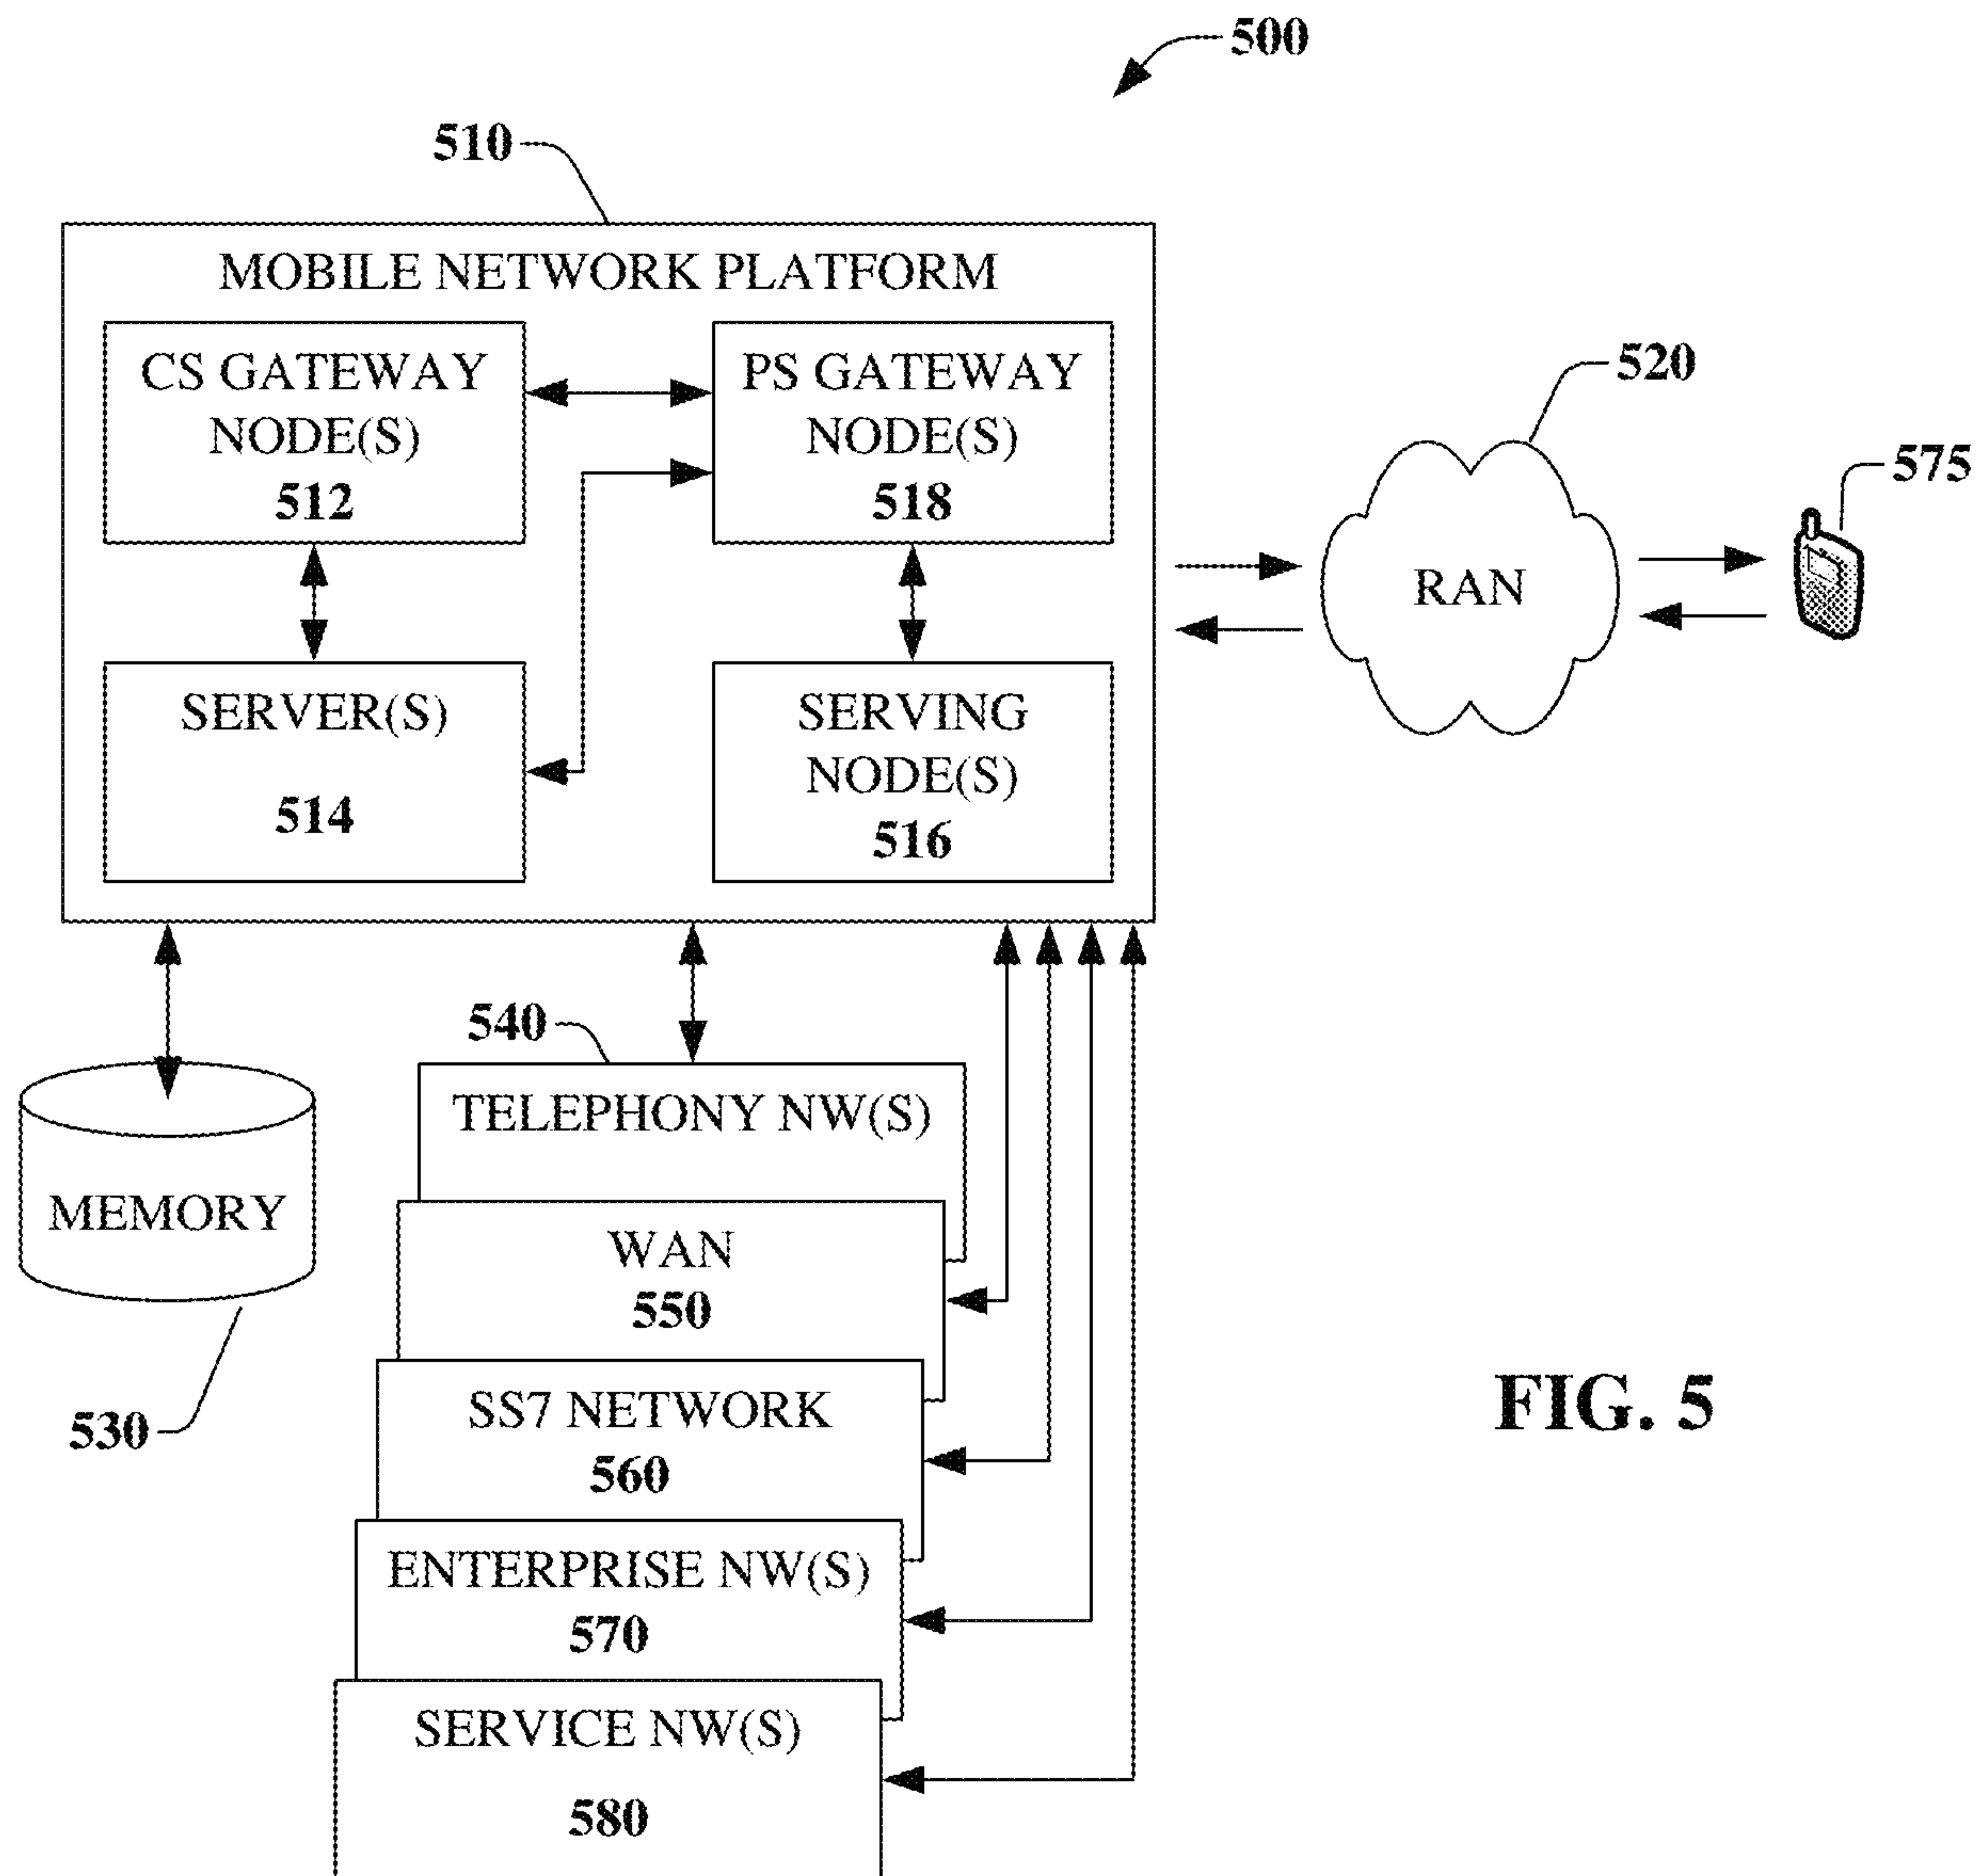 500
510
MOBILE NETWORK PLATFORM
CS GATEWAY
NODE(S)
512
PS GATEWAY
NODE(S)
518
SERVER(S)
514
SERVING
NODE(S)
516
520
RAN
575
540
TELEPHONY NW(S)
MEMORY
530
WAN
550
SS7 NETWORK
560
ENTERPRISE NW(S)
570
SERVICE NW(S)
580
FIG. 5